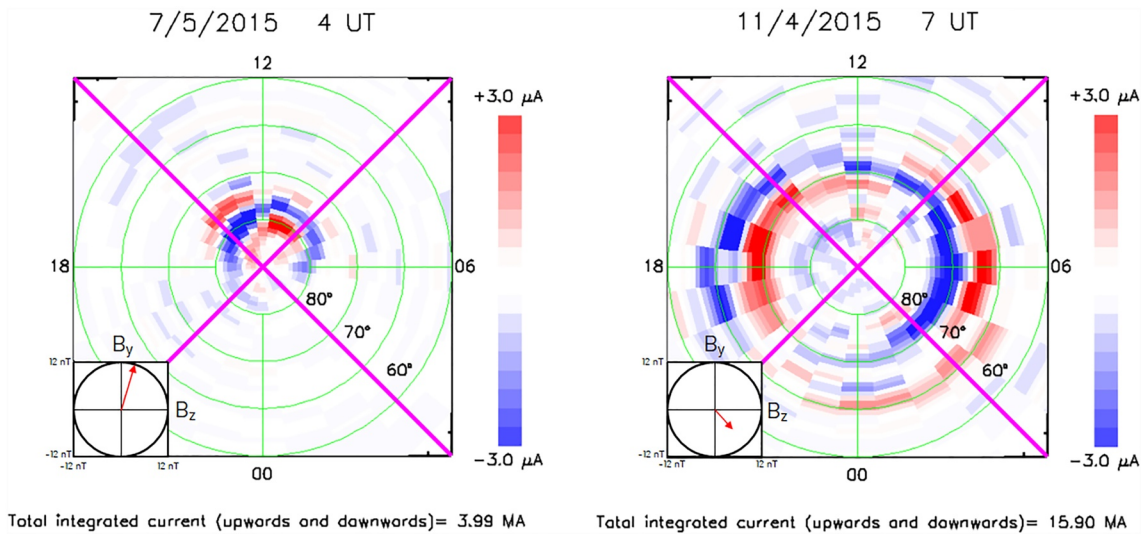 7/5/2015 4 UT
12
+3.0 μA
18
06
80°
70°
60°
By
12 nT
Bz
-12 nT
-12 nT
12 nT
00
-3.0 μA
Total integrated current (upwards and dawnwards)= 3.99 MA
11/4/2015 7 UT
12
+3.0 μA
18
06
80°
70°
60°
By
12 nT
Bz
-12 nT
-12 nT
12 nT
00
-3.0 μA
Total integrated current (upwards and dawnwards)= 15.90 MA